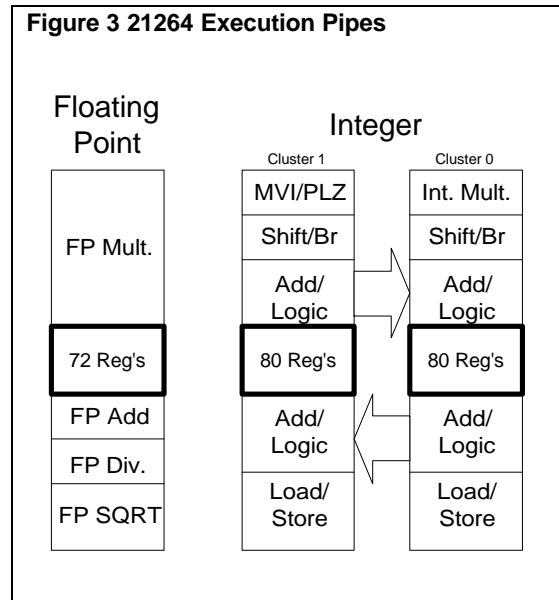 Figure 3 21264 Execution Pipes
Floating
Point
FP Mult.
72 Reg's
FP Add
FP Div.
FP SQRT
Integer
Cluster 1
MVI/PLZ
Shift/Br
Add/
Logic
80 Reg's
Add/
Logic
Load/
Store
Cluster 0
Int. Mult.
Shift/Br
Add/
Logic
80 Reg's
Add/
Logic
Load/
Store